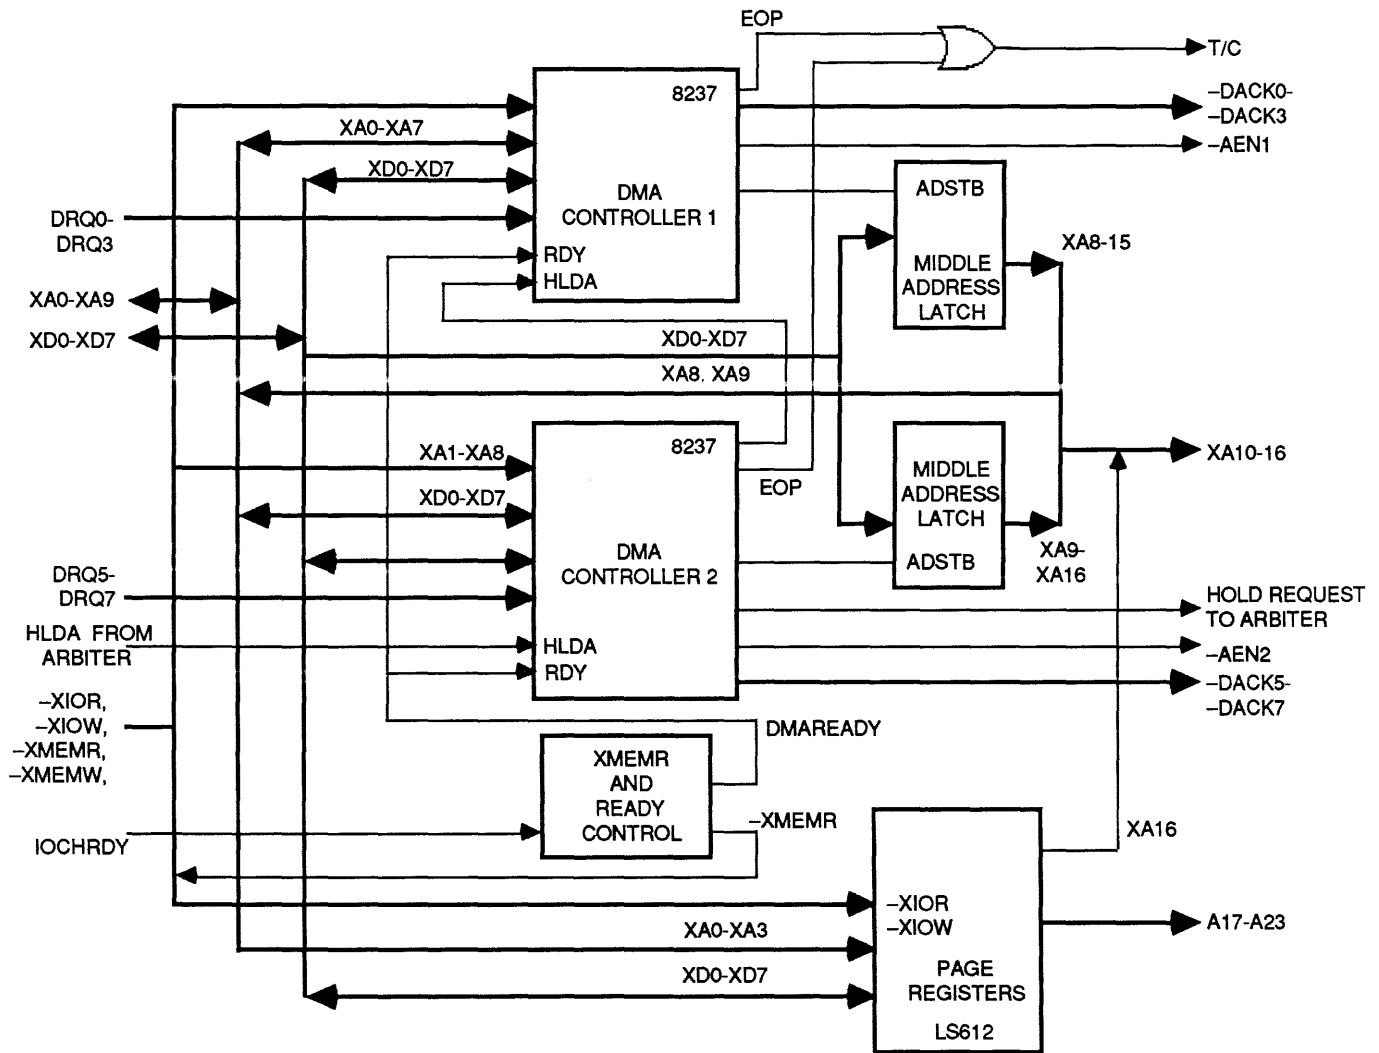 EOP
T/C
8237
–DACK0-
–DACK3
XA0-XA7
–AEN1
XD0-XD7
DMA
CONTROLLER 1
ADSTB
DRQ0-
DRQ3
RDY
HLDA
MIDDLE
ADDRESS
LATCH
XA8-15
XA0-XA9
XD0-XD7
XD0-XD7
XA8, XA9
8237
XA1-XA8
XD0-XD7
EOP
MIDDLE
ADDRESS
LATCH
ADSTB
XA10-16
XA9-
XA16
DMA
CONTROLLER 2
DRQ5-
DRQ7
HLDA FROM
ARBITER
HLDA
RDY
HOLD REQUEST
TO ARBITER
–AEN2
–DACK5-
–DACK7
–XIOR,
–XIOW,
–XMEMR,
–XMEMW,
DMAREADY
XMEMR
AND
READY
CONTROL
–XMEMR
IOCHRDY
XA16
–XIOR
–XIOW
XA0-XA3
XD0-XD7
PAGE
REGISTERS
LS612
A17-A23